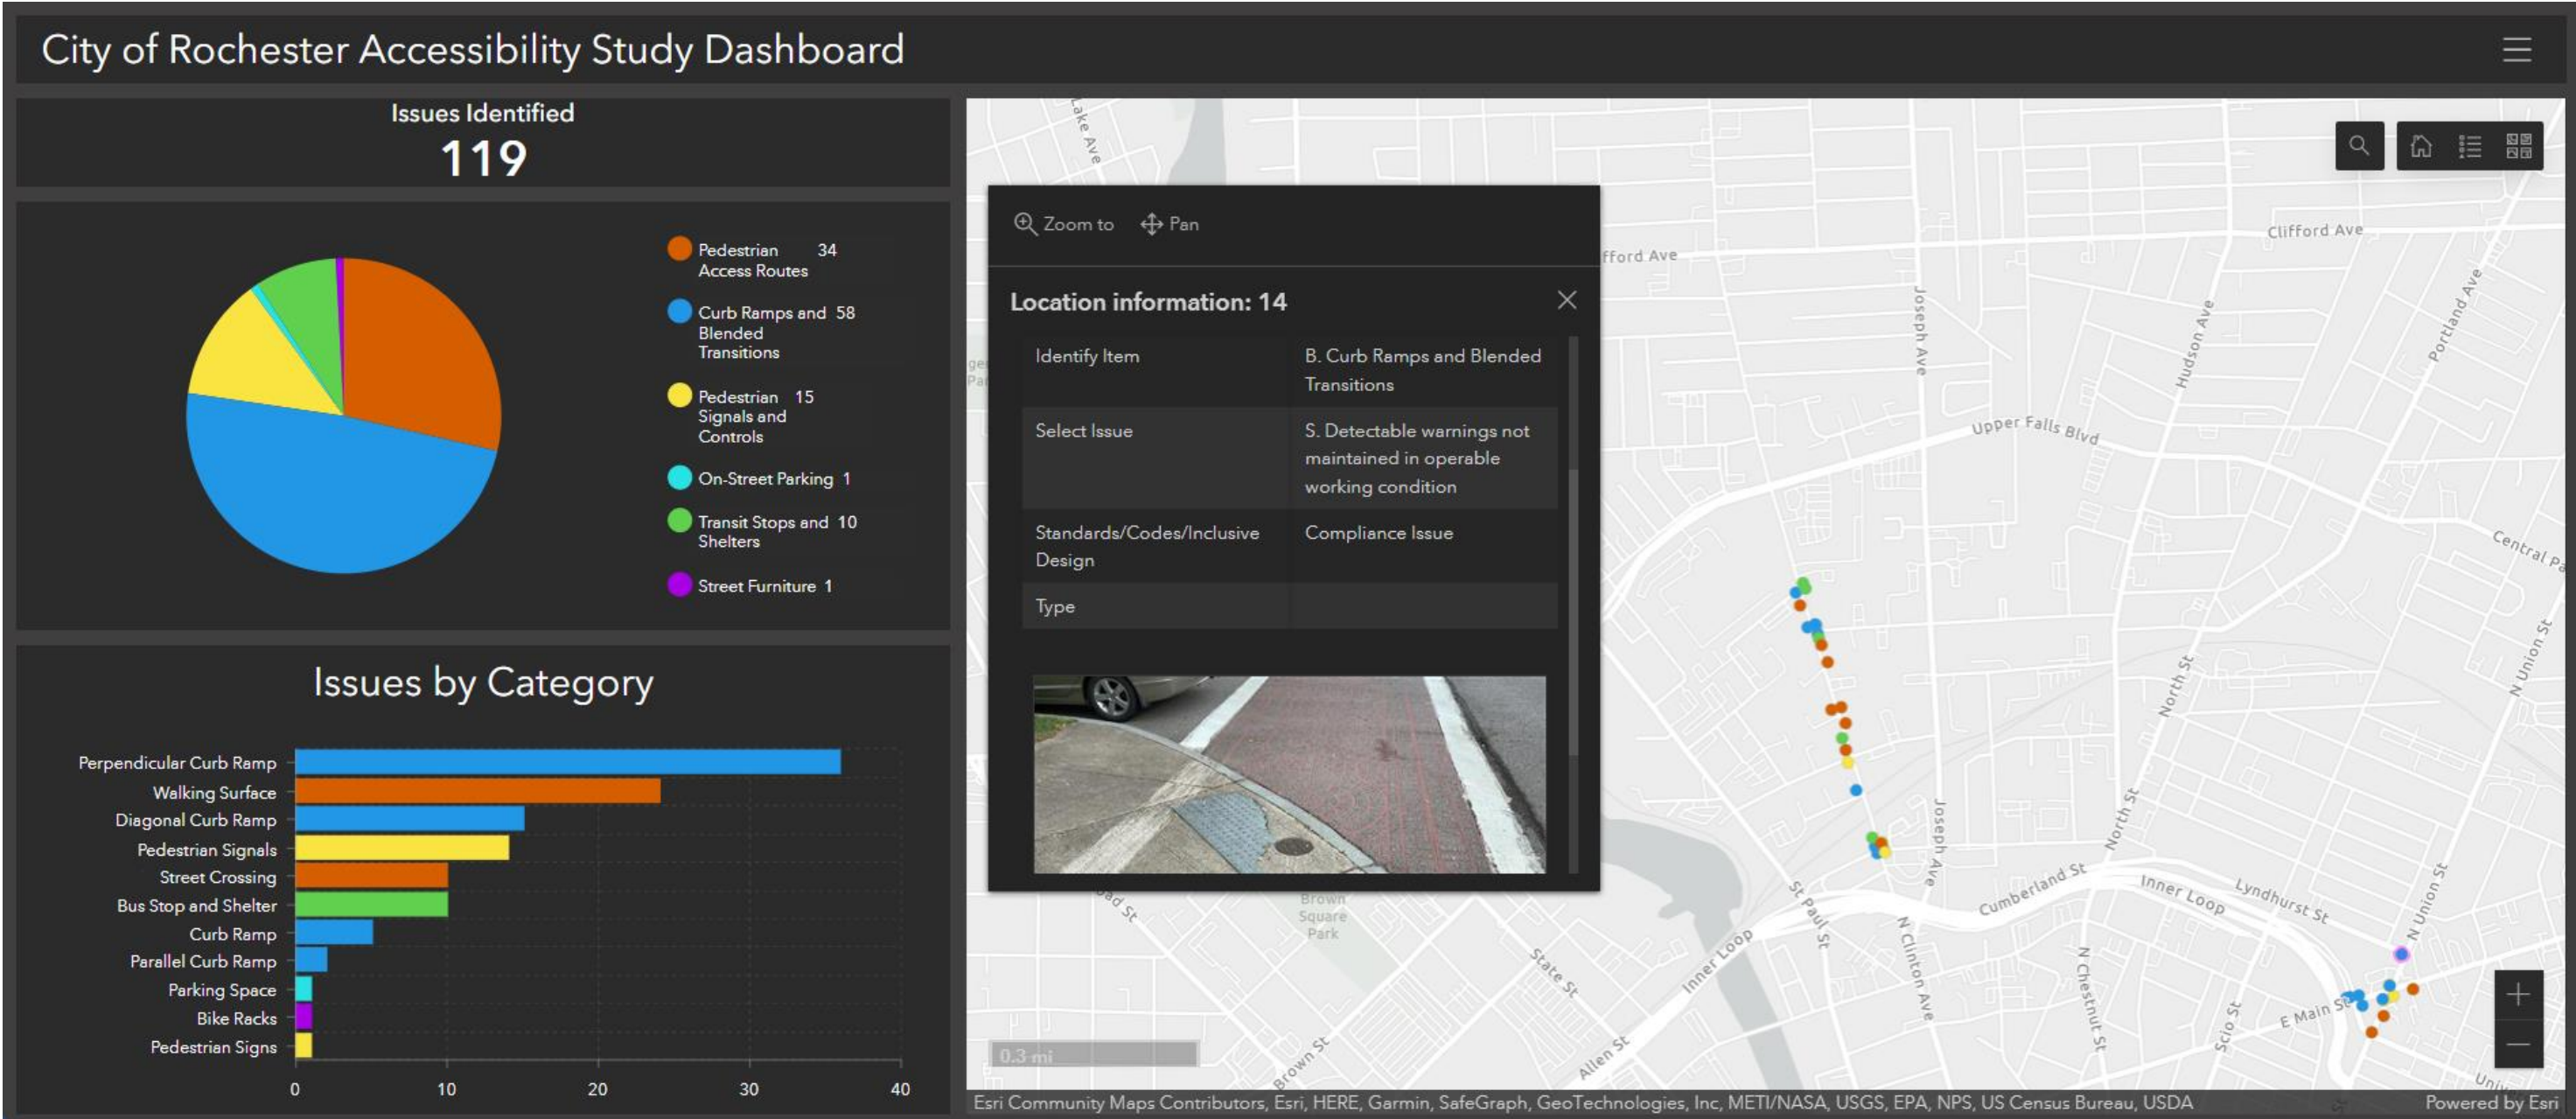 City of Rochester Accessibility Study Dashboard
Issues Identified
119
Pedestrian 34
Access Routes
Curb Ramps and 58
Blended
Transitions
Pedestrian 15
Signals and
Controls
On-Street Parking 1
Transit Stops and 10
Shelters
Street Furniture 1
Issues by Category
Perpendicular Curb Ramp
Walking Surface
Diagonal Curb Ramp
Pedestrian Signals
Street Crossing
Bus Stop and Shelter
Curb Ramp
Parallel Curb Ramp
Parking Space
Bike Racks
Pedestrian Signs
0 10 20 30 40
Lake Ave
Zoom to Pan
Location information: 14
Identify Item B. Curb Ramps and Blended
Transitions
Select Issue S. Detectable warnings not
maintained in operable
working condition
Standards/Codes/Inclusive Compliance Issue
Design
Type
fford Ave
Clifford Ave
Joseph Ave
Hudson Ave
Portland Ave
Upper Falls Blvd
Central Pa
N Union St
North St
North St
Joseph Ave
Cumberland St
Inner Loop
Lyndhurst St
N Union St
St Paul St
N Clinton Ave
N Chestnut St
Scio St
E Main St
Inner Loop
State St
Allen St
Brown St
oad St
Brown
Square
Park
Univ
0.3 mi
Esri Community Maps Contributors, Esri, HERE, Garmin, SafeGraph, GeoTechnologies, Inc, METI/NASA, USGS, EPA, NPS, US Census Bureau, USDA
Powered by Esri